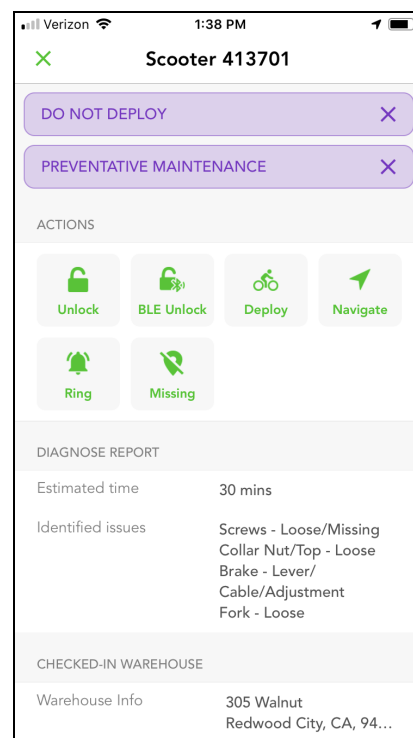 Verizon 1:38 PM
Scooter 413701
DO NOT DEPLOY
PREVENTATIVE MAINTENANCE
ACTIONS
Unlock BLE Unlock Deploy Navigate
Ring Missing
DIAGNOSE REPORT
Estimated time 30 mins
Identified issues Screws - Loose/Missing
Collar Nut/Top - Loose
Brake - Lever/
Cable/Adjustment
Fork - Loose
CHECKED-IN WAREHOUSE
Warehouse Info 305 Walnut
Redwood City, CA, 94...